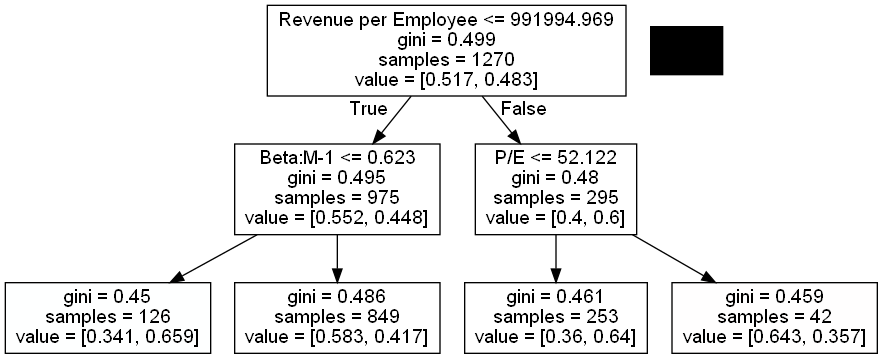 Revenue per Employee <= 991994.969
gini = 0.499
samples = 1270
value = [0.517, 0.483]
True
False
Beta:M-1 <= 0.623
gini = 0.495
samples = 975
value = [0.552, 0.448]
P/E <= 52.122
gini = 0.48
samples = 295
value = [0.4, 0.6]
gini = 0.45
samples = 126
value = [0.341, 0.659]
gini = 0.486
samples = 849
value = [0.583, 0.417]
gini = 0.461
samples = 253
value = [0.36, 0.64]
gini = 0.459
samples = 42
value = [0.643, 0.357]